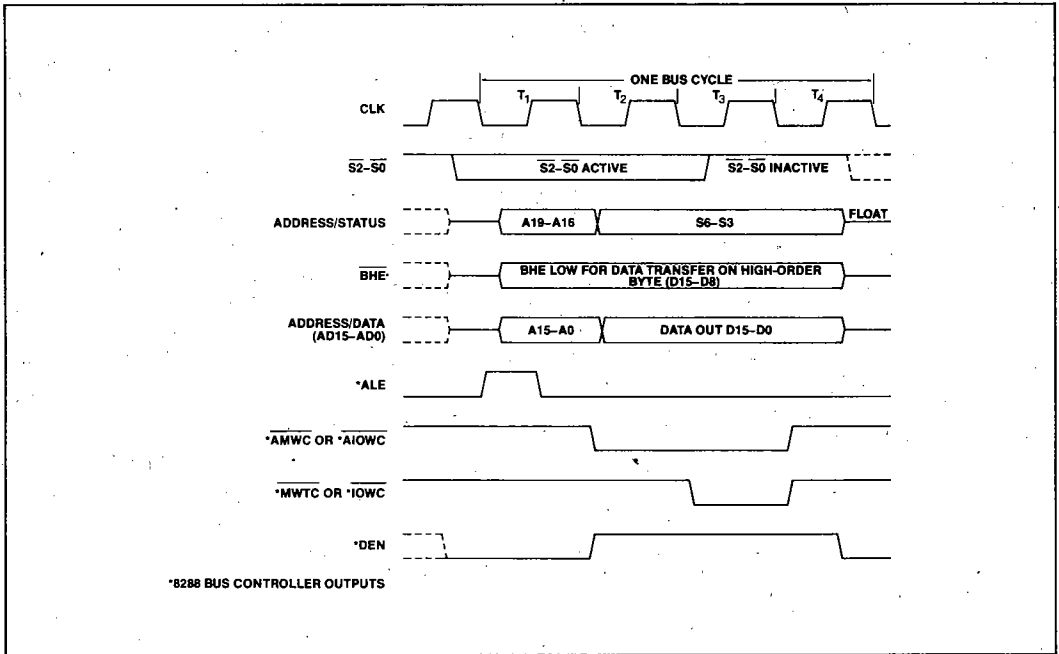 ONE BUS CYCLE
T1 T2 T3 T4
CLK
S2–S0 S2–S0 ACTIVE S2–S0 INACTIVE
ADDRESS/STATUS A19–A16 S6–S3 FLOAT
BHE BHE LOW FOR DATA TRANSFER ON HIGH-ORDER
BYTE (D15–D8)
ADDRESS/DATA
(AD15–AD0) A15–A0 DATA OUT D15–D0
*ALE
*AMWC OR *AIOWC
*MWTC OR *IOWC
*DEN
*8288 BUS CONTROLLER OUTPUTS